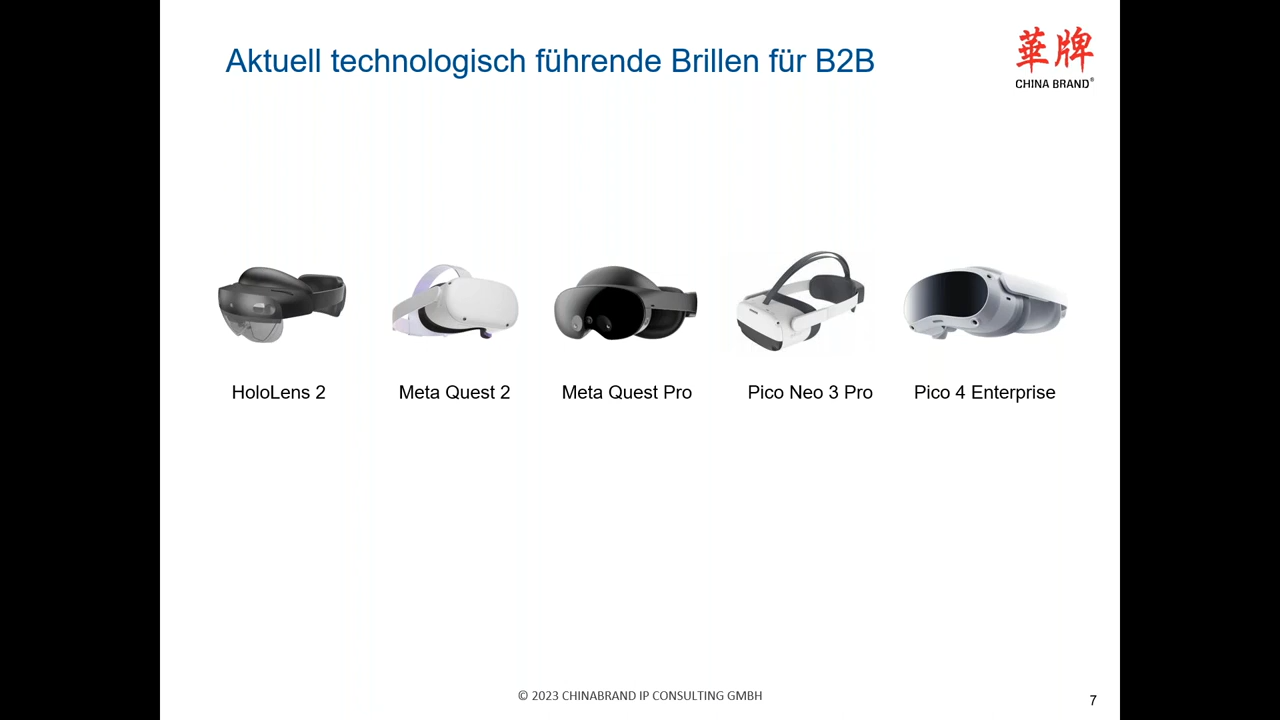 Aktuell technologisch führende Brillen für B2B
華牌
CHINA BRAND®
HoloLens 2
Meta Quest 2
Meta Quest Pro
Pico Neo 3 Pro
Pico 4 Enterprise
© 2023 CHINABRAND IP CONSULTING GMBH
7